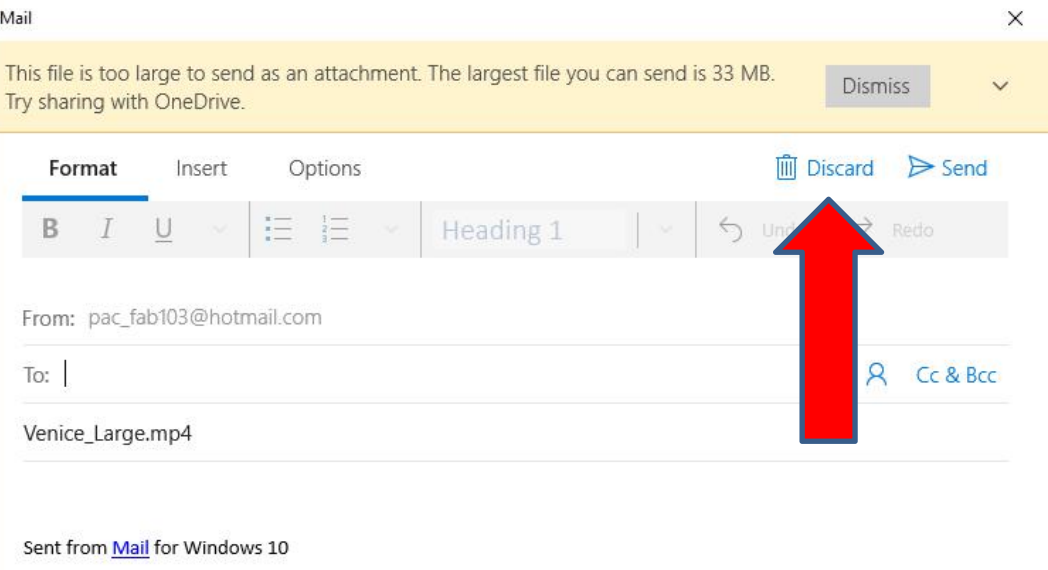 Mail
This file is too large to send as an attachment. The largest file you can send is 33 MB.
Try sharing with OneDrive.
Dismiss
Format Insert Options Discard Send
B I U Heading 1 Redo
From: pac_fab103@hotmail.com
To: Cc & Bcc
Venice_Large.mp4
Sent from Mail for Windows 10